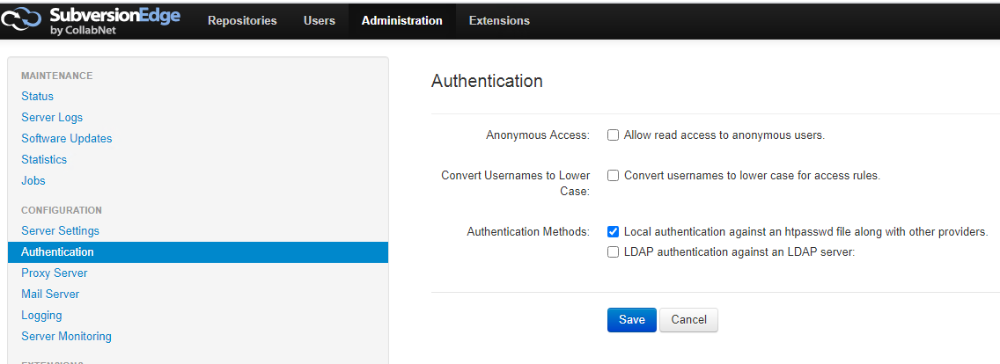 SubversionEdge
by CollabNet
Repositories Users Administration Extensions
MAINTENANCE
Status
Server Logs
Software Updates
Statistics
Jobs
CONFIGURATION
Server Settings
Authentication
Proxy Server
Mail Server
Logging
Server Monitoring
EXTENSIONS
Authentication
Anonymous Access: Allow read access to anonymous users.
Convert Usernames to Lower Convert usernames to lower case for access rules.
Case:
Authentication Methods: Local authentication against an htpasswd file along with other providers.
LDAP authentication against an LDAP server:
Save Cancel